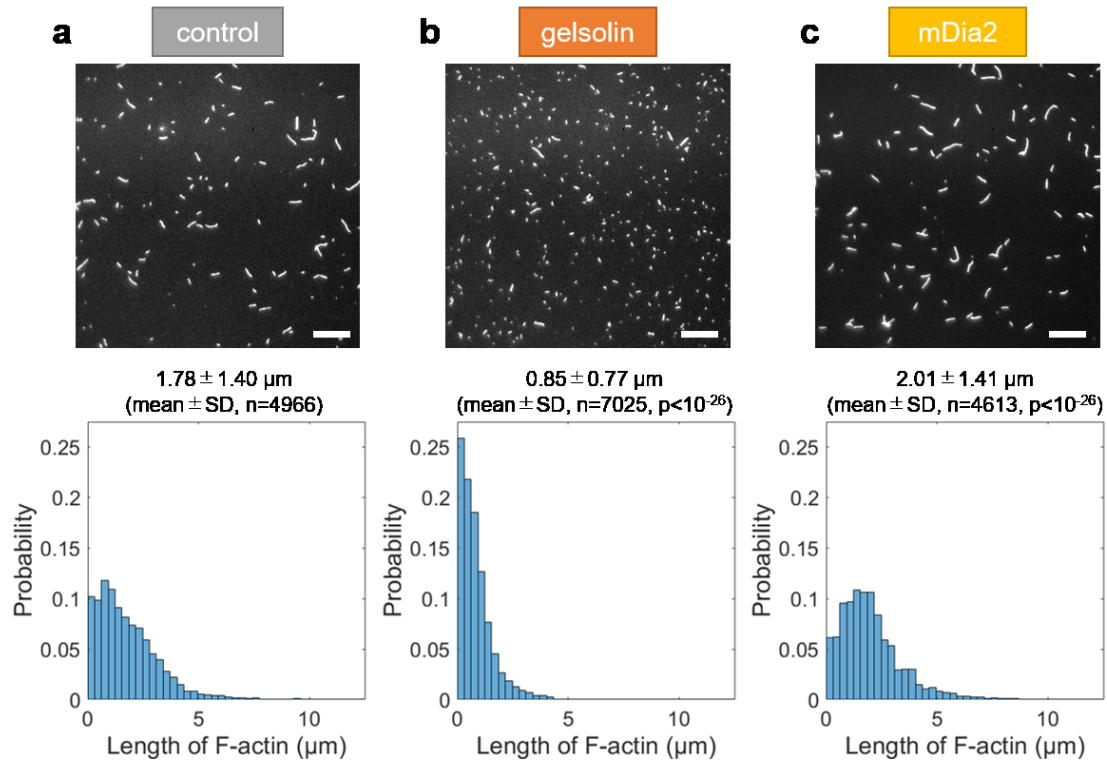 a
control
b
gelsolin
c
mDia2
1.78 ± 1.40 µm
(mean ± SD, n=4966)
0.85 ± 0.77 µm
(mean ± SD, n=7025, p<10⁻²⁶)
2.01 ± 1.41 µm
(mean ± SD, n=4613, p<10⁻²⁶)
0.25
0.2
0.15
0.1
0.05
0
Probability
0
5
10
Length of F-actin (µm)
0.25
0.2
0.15
0.1
0.05
0
Probability
0
5
10
Length of F-actin (µm)
0.25
0.2
0.15
0.1
0.05
0
Probability
0
5
10
Length of F-actin (µm)